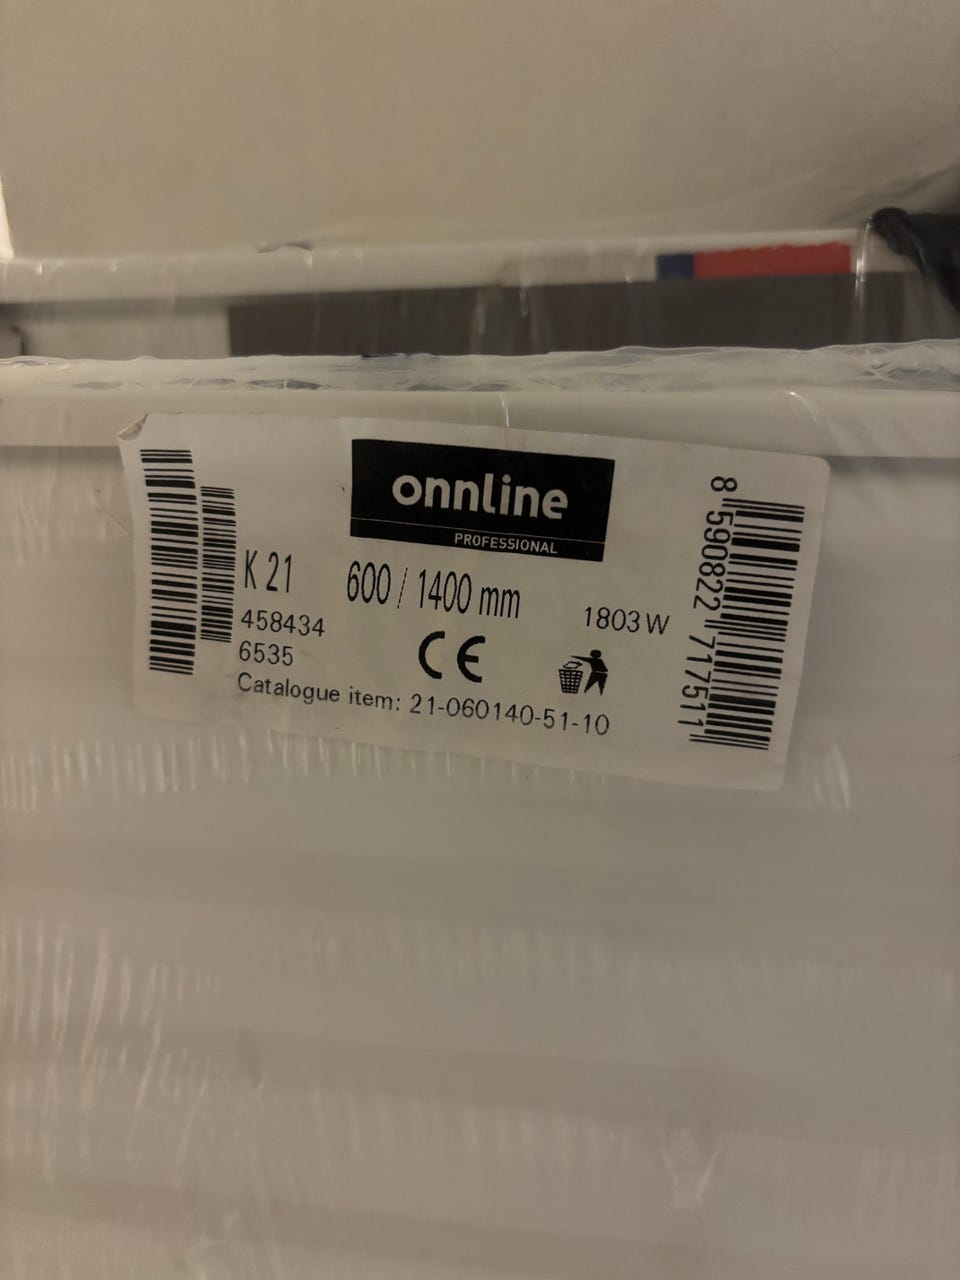 onnline
PROFESSIONAL
K 21 600 / 1400 mm 1803 W
458434
6535
CE
Catalogue item: 21-060140-51-10
8 590822 717511